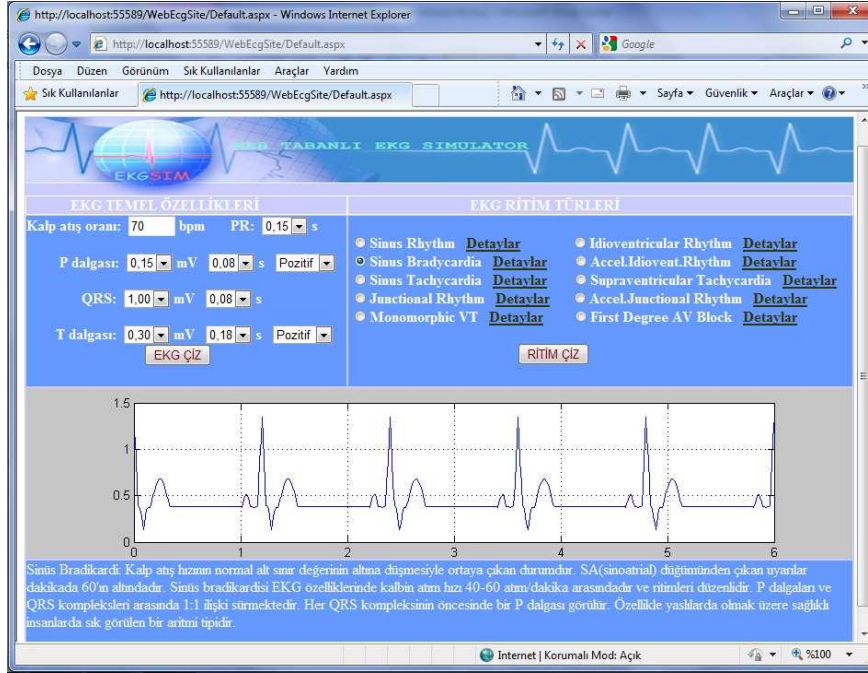 http://localhost:55589/WebEcgSite/Default.aspx - Windows Internet Explorer
http://localhost:55589/WebEcgSite/Default.aspx Google
Dosya Düzen Görünüm Sık Kullanılanlar Araçlar Yardım
Sık Kullanılanlar http://localhost:55589/WebEcgSite/Default.aspx Sayfa Güvenlik Araçlar
WEB TABANLI EKG SIMULATOR
EKGSIM
EKG TEMEL ÖZELLİKLERİ EKG RİTİM TÜRLERİ
Kalp atış oranı: 70 bpm PR: 0,15 s
P dalgası: 0,15 mV 0,08 s Pozitif
QRS: 1,00 mV 0,08 s
T dalgası: 0,30 mV 0,18 s Pozitif
EKG ÇİZ
Sinus Rhythm Detaylar Idioventricular Rhythm Detaylar
Sinus Bradycardia Detaylar Accel.Idiovent.Rhythm Detaylar
Sinus Tachycardia Detaylar Supraventricular Tachycardia Detaylar
Junctional Rhythm Detaylar Accel.Junctional Rhythm Detaylar
Monomorphic VT Detaylar First Degree AV Block Detaylar
RİTİM ÇİZ
1.5
1
0.5
0
0 1 2 3 4 5 6
Sinüs Bradikardi: Kalp atış hızının normal alt sınır değerinin altına düşmesiyle ortaya çıkan durumdur. SA(sinoatrial) düğümünden çıkan uyarılar
dakikada 60'ın altındadır. Sinüs bradikardisi EKG özelliklerinde kalbin atım hızı 40-60 atım/dakika arasındadır ve ritimleri düzenlidir. P dalgaları ve
QRS kompleksleri arasında 1:1 ilişki sürmektedir. Her QRS kompleksinin öncesinde bir P dalgası görülür. Özellikle yaşlılarda olmak üzere sağlıklı
insanlarda sık görülen bir aritmi tipidir.
Internet | Korumalı Mod: Açık %100